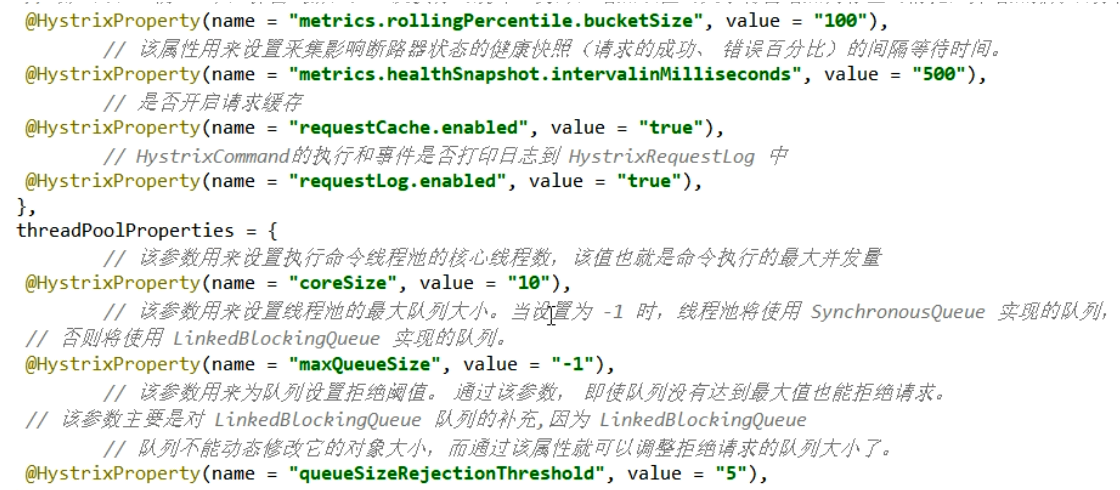 @HystrixProperty(name = "metrics.rollingPercentile.bucketSize", value = "100"),
// 该属性用来设置采集影响断路器状态的健康快照（请求的成功、 错误百分比）的间隔等待时间。
@HystrixProperty(name = "metrics.healthSnapshot.intervalinMilliseconds", value = "500"),
// 是否开启请求缓存
@HystrixProperty(name = "requestCache.enabled", value = "true"),
// HystrixCommand的执行和事件是否打印日志到 HystrixRequestLog 中
@HystrixProperty(name = "requestLog.enabled", value = "true"),
},
threadPoolProperties = {
// 该参数用来设置执行命令线程池的核心线程数，该值也就是命令执行的最大并发量
@HystrixProperty(name = "coreSize", value = "10"),
// 该参数用来设置线程池的最大队列大小。当设置为 -1 时，线程池将使用 SynchronousQueue 实现的队列，
// 否则将使用 LinkedBlockingQueue 实现的队列。
@HystrixProperty(name = "maxQueueSize", value = "-1"),
// 该参数用来为队列设置拒绝阈值。 通过该参数， 即使队列没有达到最大值也能拒绝请求。
// 该参数主要是对 LinkedBlockingQueue 队列的补充,因为 LinkedBlockingQueue
// 队列不能动态修改它的对象大小，而通过该属性就可以调整拒绝请求的队列大小了。
@HystrixProperty(name = "queueSizeRejectionThreshold", value = "5"),